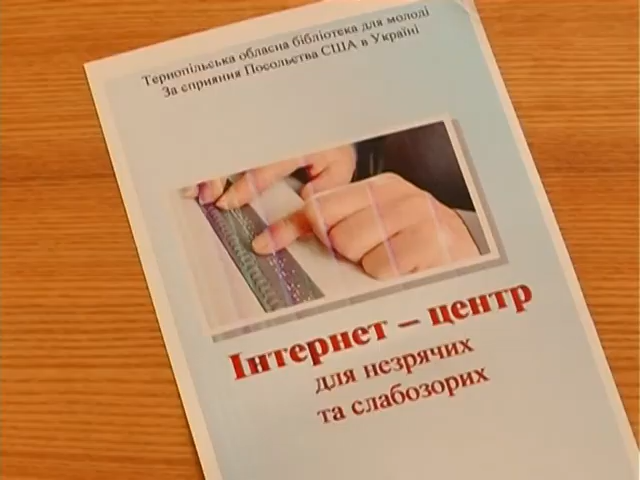 Тернопільська обласна бібліотека для молоді
За сприяння Посольства США в Україні
Інтернет – центр
для незрячих
та слабозорих